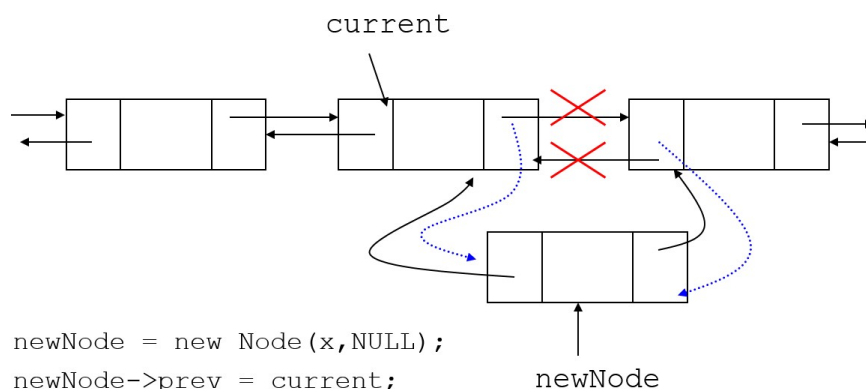 current
newNode = new Node(x,NULL);
newNode->prev = current;
newNode